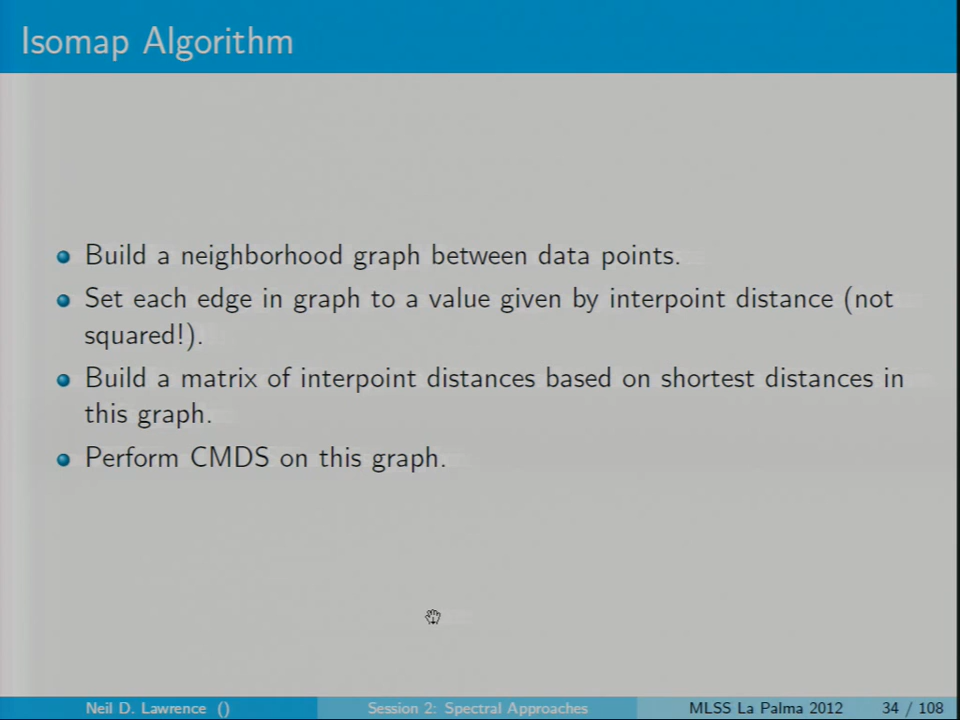 Isomap Algorithm
Build a neighborhood graph between data points.
Set each edge in graph to a value given by interpoint distance (not
squared!).
Build a matrix of interpoint distances based on shortest distances in
this graph.
Perform CMDS on this graph.
Neil D. Lawrence ()
Session 2: Spectral Approaches
MLSS La Palma 2012
34 / 108